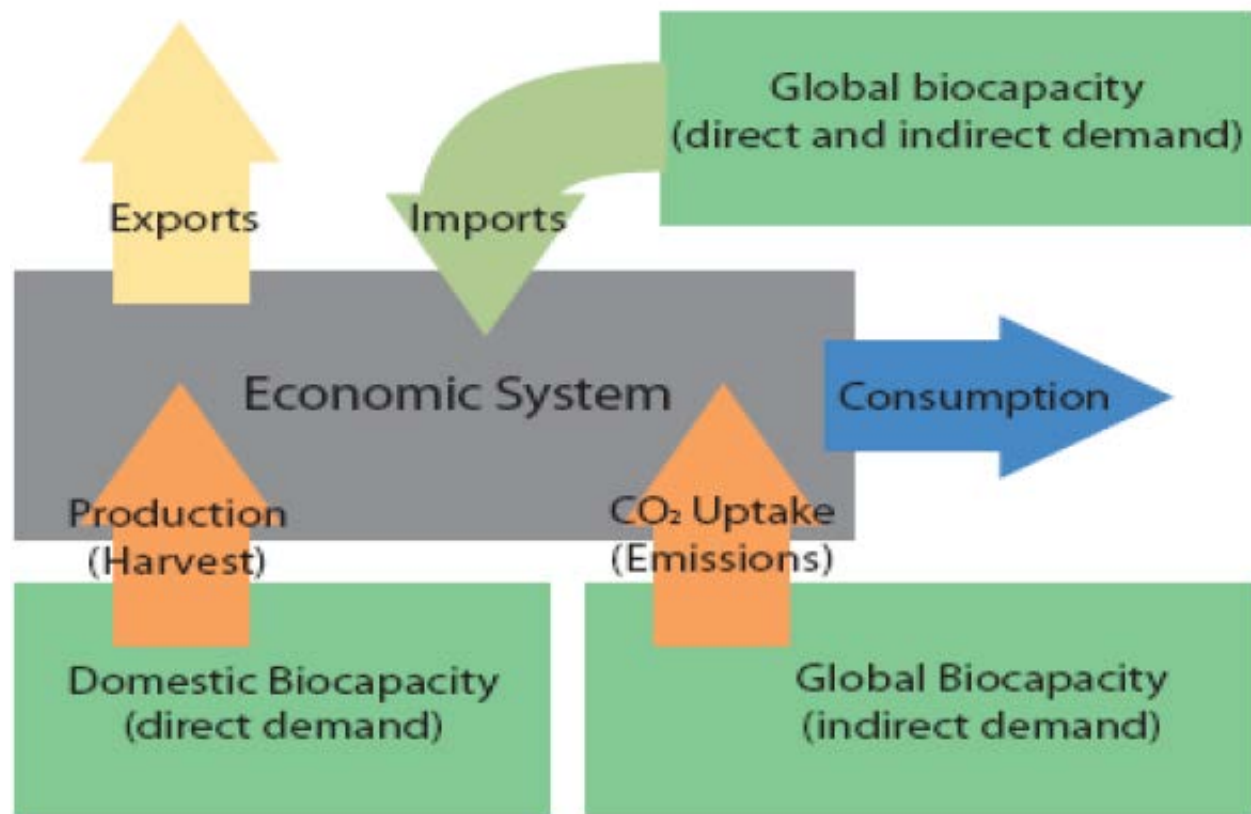 Global biocapacity
(direct and indirect demand)
Exports
Imports
Economic System
Consumption
Production
(Harvest)
CO₂ Uptake
(Emissions)
Domestic Biocapacity
(direct demand)
Global Biocapacity
(indirect demand)